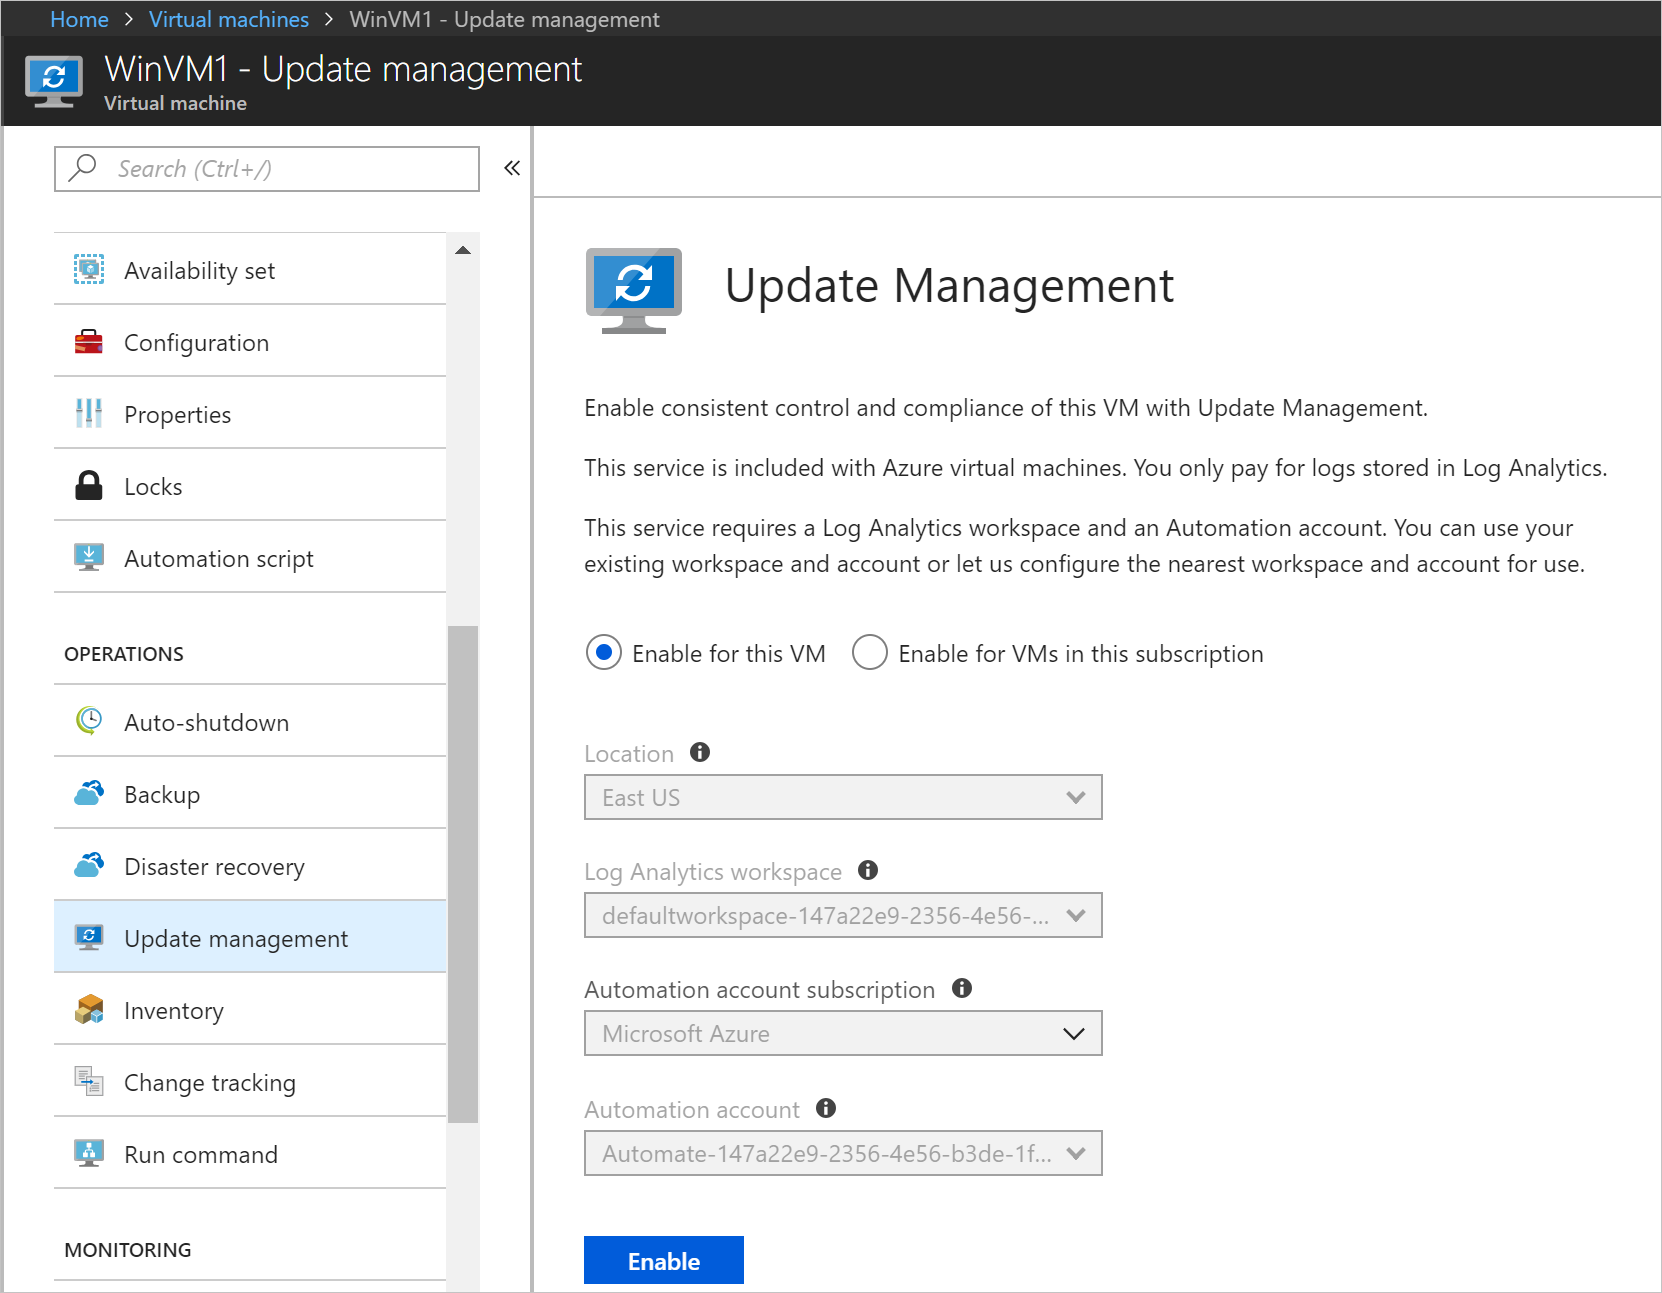 Home > Virtual machines > WinVM1 - Update management
WinVM1 - Update management
Virtual machine
Search (Ctrl+/)
«
Availability set
Configuration
Properties
Locks
Automation script
OPERATIONS
Auto-shutdown
Backup
Disaster recovery
Update management
Inventory
Change tracking
Run command
MONITORING
Update Management
Enable consistent control and compliance of this VM with Update Management.
This service is included with Azure virtual machines. You only pay for logs stored in Log Analytics.
This service requires a Log Analytics workspace and an Automation account. You can use your
existing workspace and account or let us configure the nearest workspace and account for use.
Enable for this VM Enable for VMs in this subscription
Location
East US
Log Analytics workspace
defaultworkspace-147a22e9-2356-4e56-...
Automation account subscription
Microsoft Azure
Automation account
Automate-147a22e9-2356-4e56-b3de-1f...
Enable